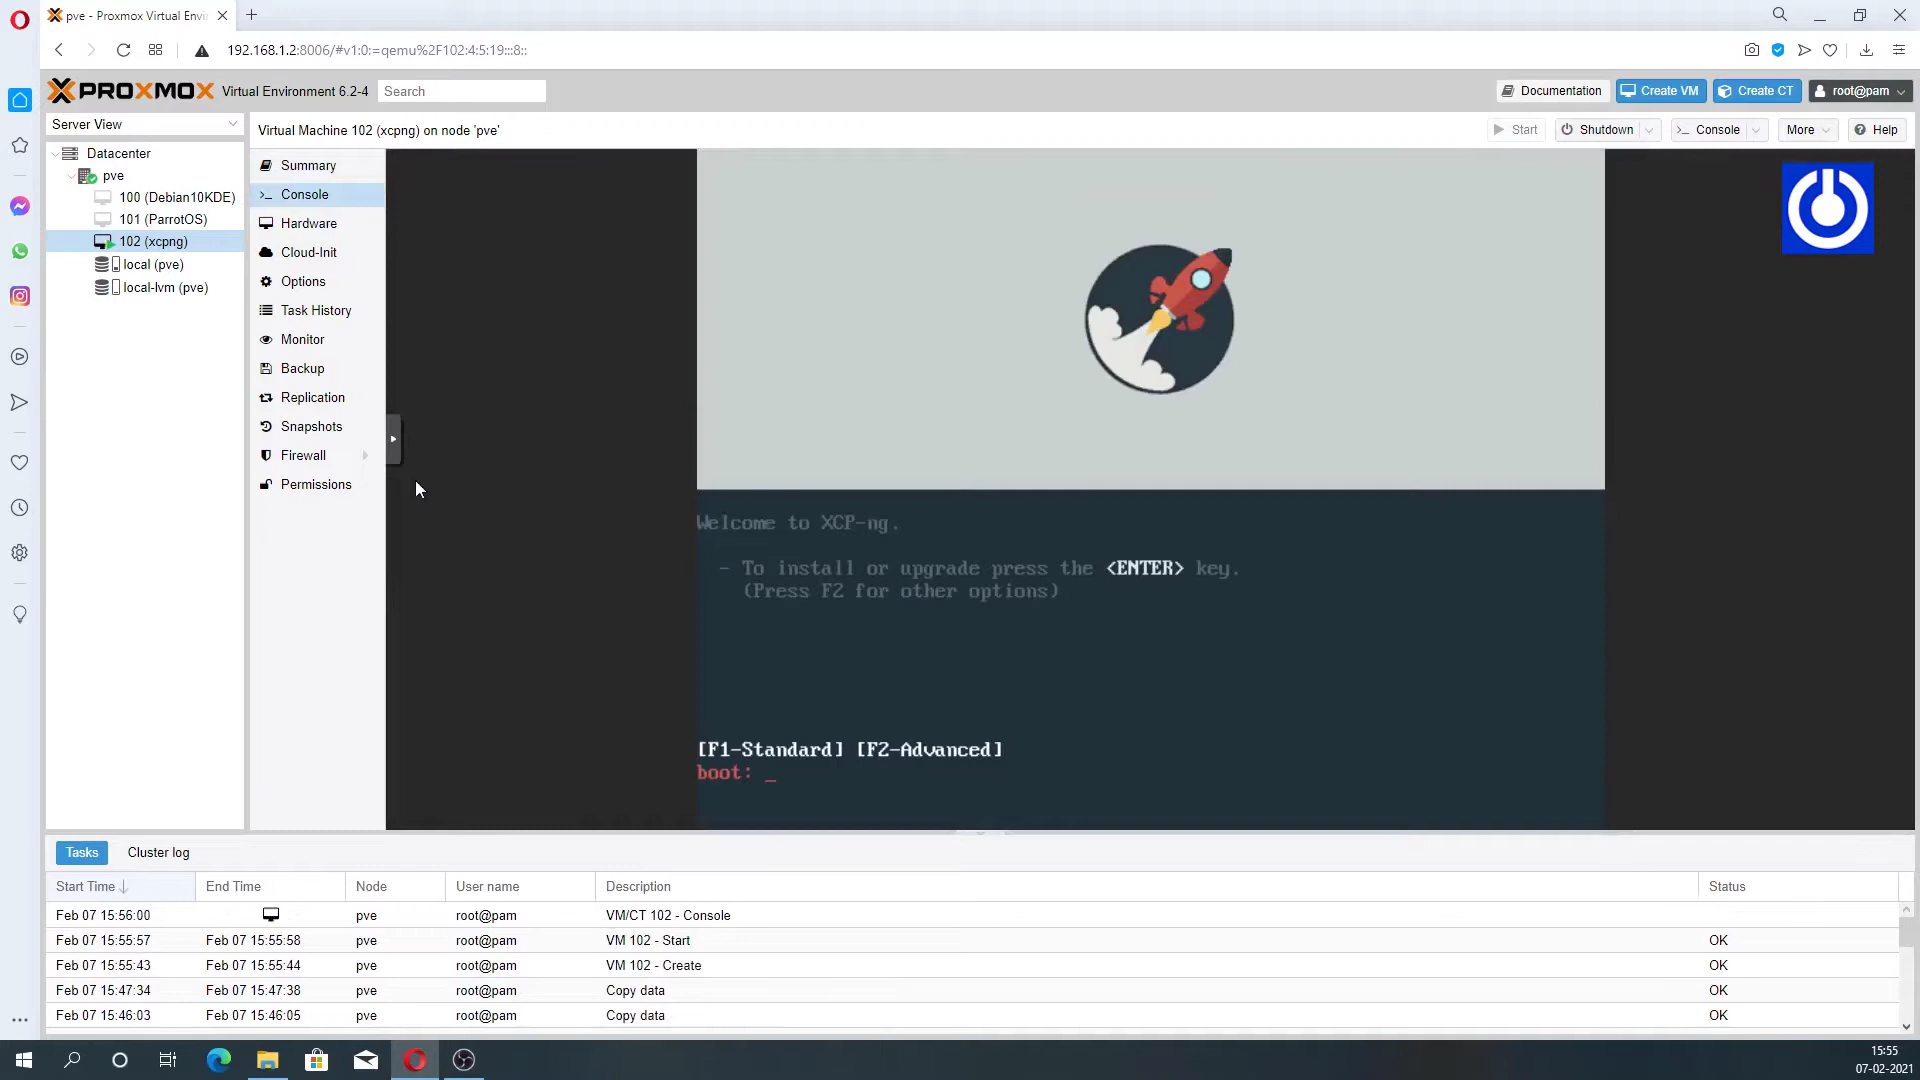 pve - Proxmox Virtual Envi
192.168.1.2:8006/#v1:0:=qemu%2F102:4:5:19:::8::
PROXMOX Virtual Environment 6.2-4 Search Documentation Create VM Create CT root@pam
Server View
Virtual Machine 102 (xcpng) on node 'pve' Start Shutdown Console More Help
Datacenter
pve
100 (Debian10KDE)
101 (ParrotOS)
102 (xcpng)
local (pve)
local-lvm (pve)
Summary
Console
Hardware
Cloud-Init
Options
Task History
Monitor
Backup
Replication
Snapshots
Firewall
Permissions
Welcome to XCP-ng.
- To install or upgrade press the <ENTER> key.
(Press F2 for other options)
[F1-Standard] [F2-Advanced]
boot: _
Tasks Cluster log
Start Time End Time Node User name Description Status
Feb 07 15:56:00 pve root@pam VM/CT 102 - Console
Feb 07 15:55:57 Feb 07 15:55:58 pve root@pam VM 102 - Start OK
Feb 07 15:55:43 Feb 07 15:55:44 pve root@pam VM 102 - Create OK
Feb 07 15:47:34 Feb 07 15:47:38 pve root@pam Copy data OK
Feb 07 15:46:03 Feb 07 15:46:05 pve root@pam Copy data OK
15:55
07-02-2021